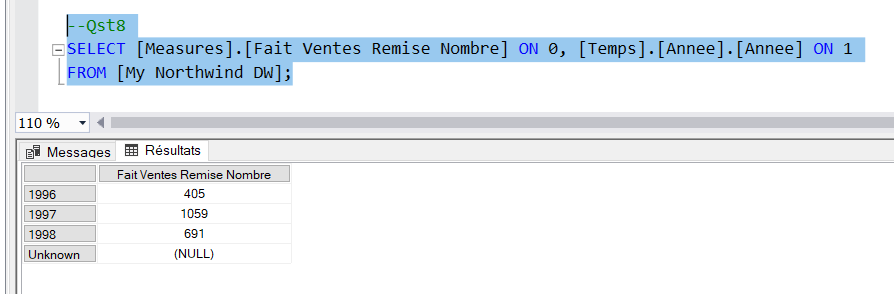 --Qst8
SELECT [Measures].[Fait Ventes Remise Nombre] ON 0, [Temps].[Annee].[Annee] ON 1
FROM [My Northwind DW];
110 %
Messages Résultats
Fait Ventes Remise Nombre
1996 405
1997 1059
1998 691
Unknown (NULL)